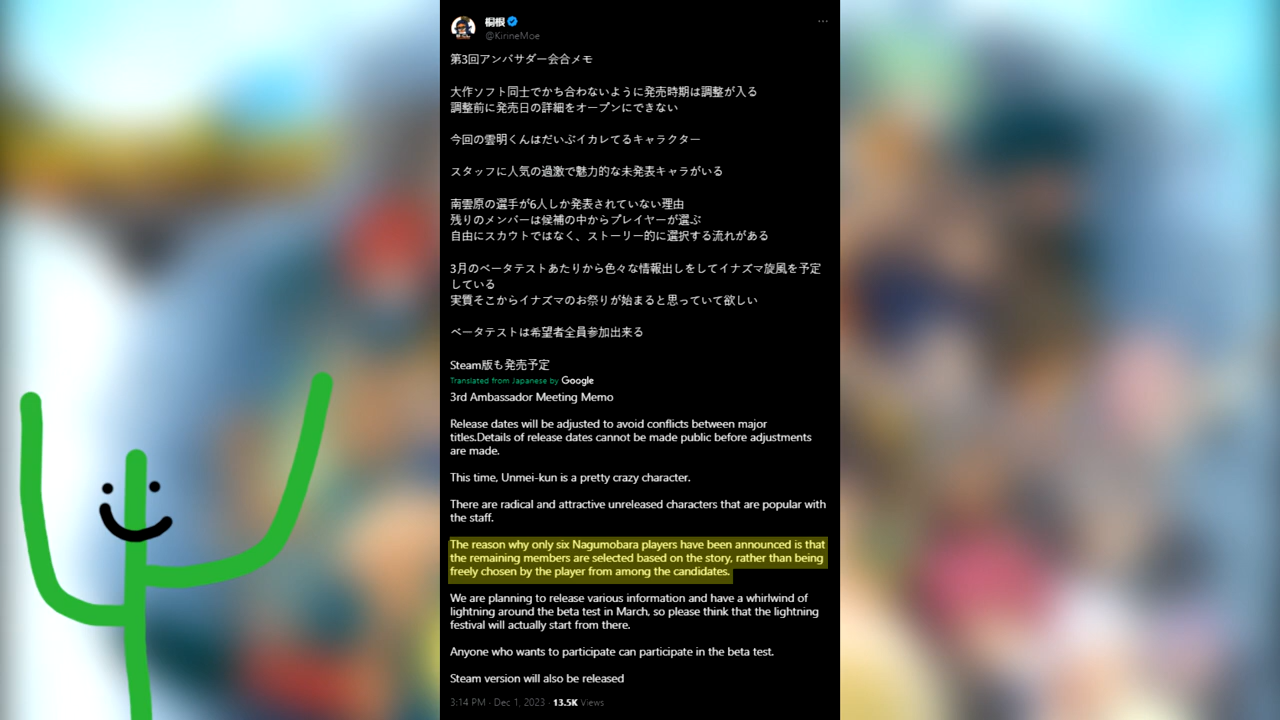 桐根
@KirineMoe
第3回アンバサダー会合メモ
大作ソフト同士でかち合わないように発売時期は調整が入る
調整前に発売日の詳細をオープンにできない
今回の雲明くんはだいぶイカレてるキャラクター
スタッフに人気の過激で魅力的な未発表キャラがいる
南雲原の選手が6人しか発表されていない理由
残りのメンバーは候補の中からプレイヤーが選ぶ
自由にスカウトではなく、ストーリー的に選択する流れがある
3月のベータテストあたりから色々な情報出しをしてイナズマ旋風を予定
している
実質そこからイナズマのお祭りが始まると思っていて欲しい
ベータテストは希望者全員参加出来る
Steam版も発売予定
Translated from Japanese by Google
3rd Ambassador Meeting Memo
Release dates will be adjusted to avoid conflicts between major
titles.Details of release dates cannot be made public before adjustments
are made.
This time, Unmei-kun is a pretty crazy character.
There are radical and attractive unreleased characters that are popular with
the staff.
The reason why only six Nagumobara players have been announced is that
the remaining members are selected based on the story, rather than being
freely chosen by the player from among the candidates.
We are planning to release various information and have a whirlwind of
lightning around the beta test in March, so please think that the lightning
festival will actually start from there.
Anyone who wants to participate can participate in the beta test.
Steam version will also be released
3:14 PM · Dec 1, 2023 · 13.5K Views